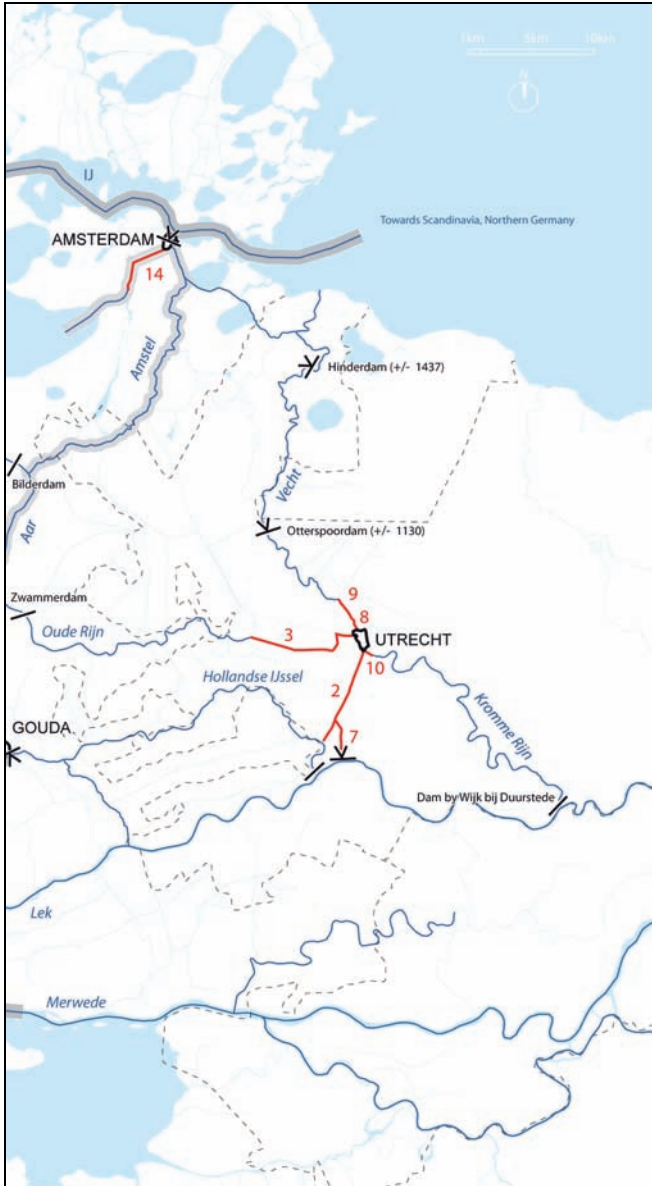 1km 5km 10km
N
IJ
Towards Scandinavia, Northern Germany
AMSTERDAM
14
Amstel
Hinderdam (+/- 1437)
Bilderdam
Vecht
Aar
Otterspoordam (+/- 1130)
Zwammerdam
9
8
Oude Rijn
3
UTRECHT
10
Hollandse IJssel
2
Kromme Rijn
GOUDA
7
Dam by Wijk bij Duurstede
Lek
Merwede